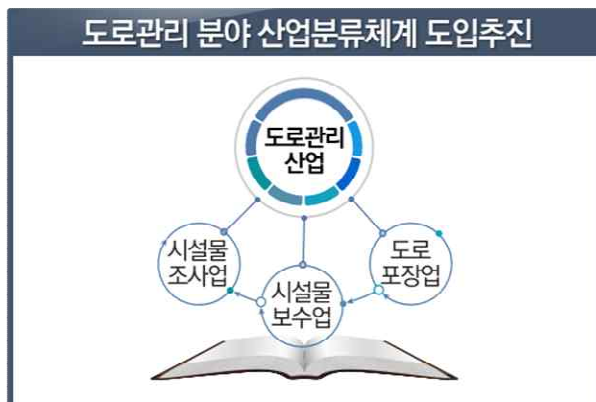 도로관리 분야 산업분류체계 도입추진
도로관리
산업
시설물
조사업
시설물
보수업
도로
포장업